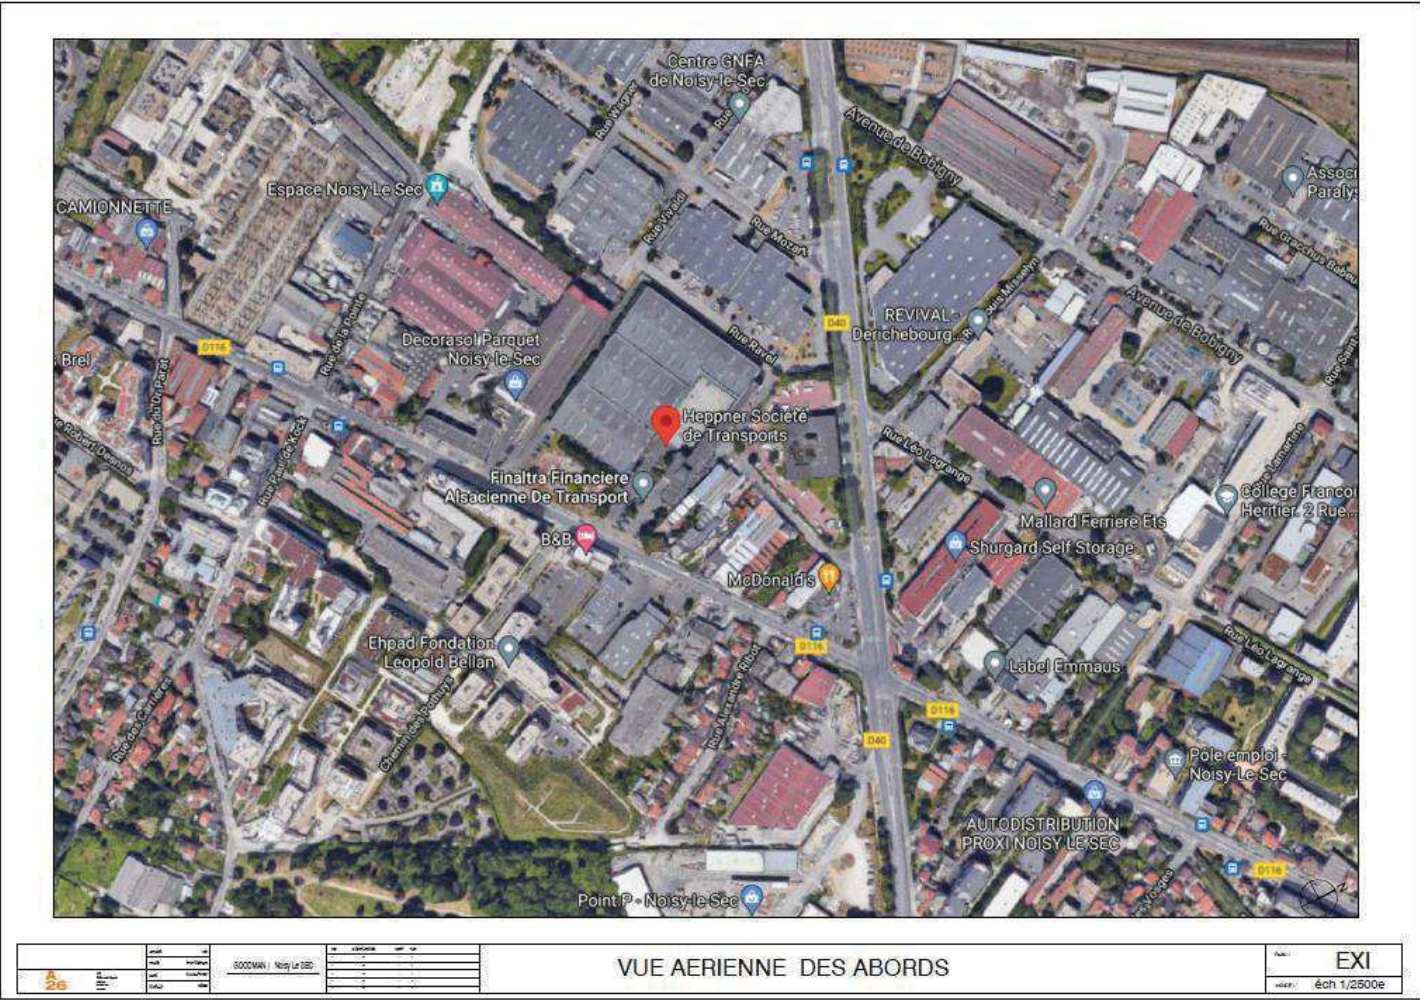 Centre GNFA
de Noisy-le-Sec
Rue Wagner
Avenue de Bobigny
Associ
Paralys
Espace Noisy Le Sec
CAMIONNETTE
Rue Vivaldi
Rue Mozart
Rue Gracchus Babeu
Avenue de Bobigny
REVIVAL -
Derichebourg...
D40
Rue Ravel
Rue de la Pointe
Decorasol Parquet
Noisy-le-Sec
D116
Brel
Rue du Dr Parat
Rue Saint-
Heppner Société
de Transports
Rue Paul de Kock
Robert Desnos
Rue Léo Lagrange
Finaltra Financiere
Alsacienne De Transport
Collège Françoi
Heritier, 2 Rue...
Mallard Ferriere Ets
B&B
Shurgard Self Storage
McDonald's
Ehpad Fondation
Leopold Bellan
D116
Rue Léo Lagrange
Label Emmaus
Rue Alexandre Ribot
Rue des Carrières
D116
D40
Pôle emploi -
Noisy-Le-Sec
AUTODISTRIBUTION
PROXI NOISY LE SEC
D116
Point P - Noisy-le-Sec
A
26
GOODMAN | Noisy Le SEC
VUE AERIENNE DES ABORDS
EXI
éch 1/2500e